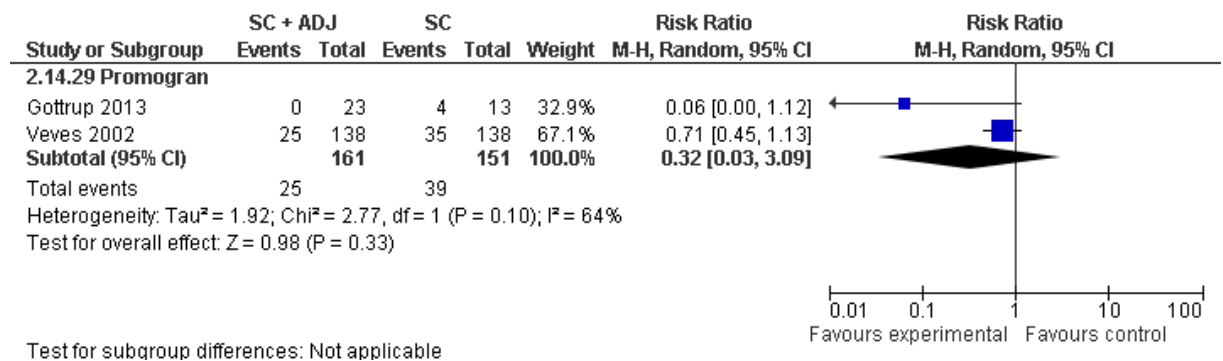 SC + ADJ SC Risk Ratio Risk Ratio
Study or Subgroup Events Total Events Total Weight M-H, Random, 95% CI M-H, Random, 95% CI
2.14.29 Promogran
Gottrup 2013 0 23 4 13 32.9% 0.06 [0.00, 1.12]
Veves 2002 25 138 35 138 67.1% 0.71 [0.45, 1.13]
Subtotal (95% CI) 161 151 100.0% 0.32 [0.03, 3.09]
Total events 25 39
Heterogeneity: Tau² = 1.92; Chi² = 2.77, df = 1 (P = 0.10); I² = 64%
Test for overall effect: Z = 0.98 (P = 0.33)
0.01 0.1 1 10 100
Favours experimental Favours control
Test for subgroup differences: Not applicable